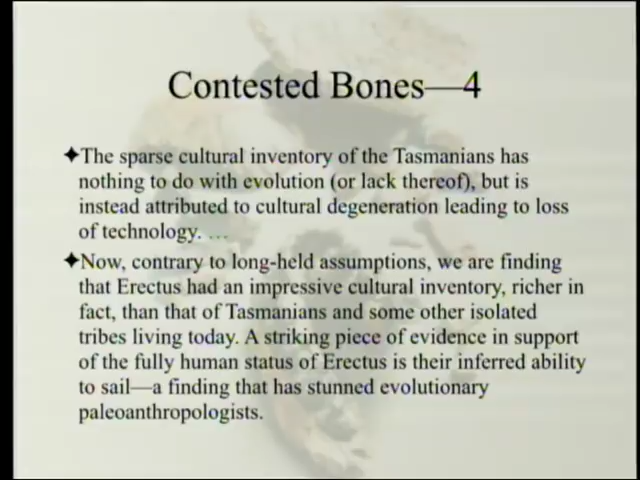 Contested Bones—4
✦The sparse cultural inventory of the Tasmanians has
nothing to do with evolution (or lack thereof), but is
instead attributed to cultural degeneration leading to loss
of technology. …
✦Now, contrary to long-held assumptions, we are finding
that Erectus had an impressive cultural inventory, richer in
fact, than that of Tasmanians and some other isolated
tribes living today. A striking piece of evidence in support
of the fully human status of Erectus is their inferred ability
to sail—a finding that has stunned evolutionary
paleoanthropologists.